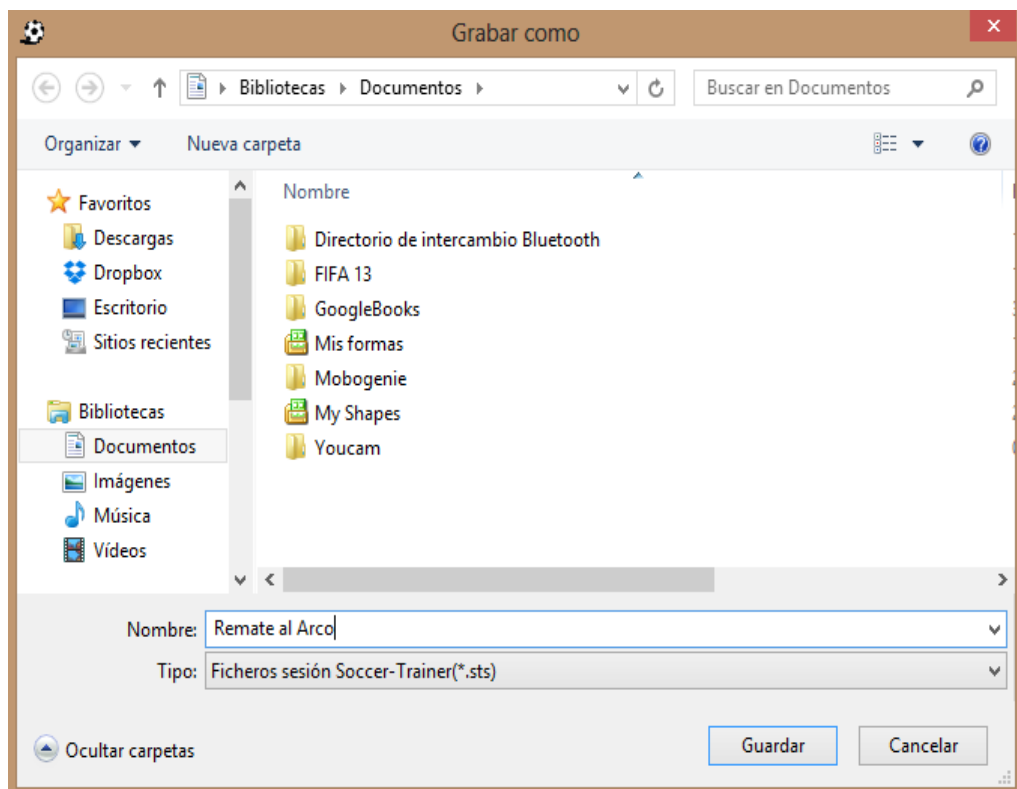 Grabar como
Bibliotecas Documentos
Buscar en Documentos
Organizar Nueva carpeta
Favoritos
Descargas
Dropbox
Escritorio
Sitios recientes
Bibliotecas
Documentos
Imágenes
Música
Vídeos
Nombre
Directorio de intercambio Bluetooth
FIFA 13
GoogleBooks
Mis formas
Mobogenie
My Shapes
Youcam
Nombre: Remate al Arco
Tipo: Ficheros sesión Soccer-Trainer(*.sts)
Ocultar carpetas
Guardar Cancelar